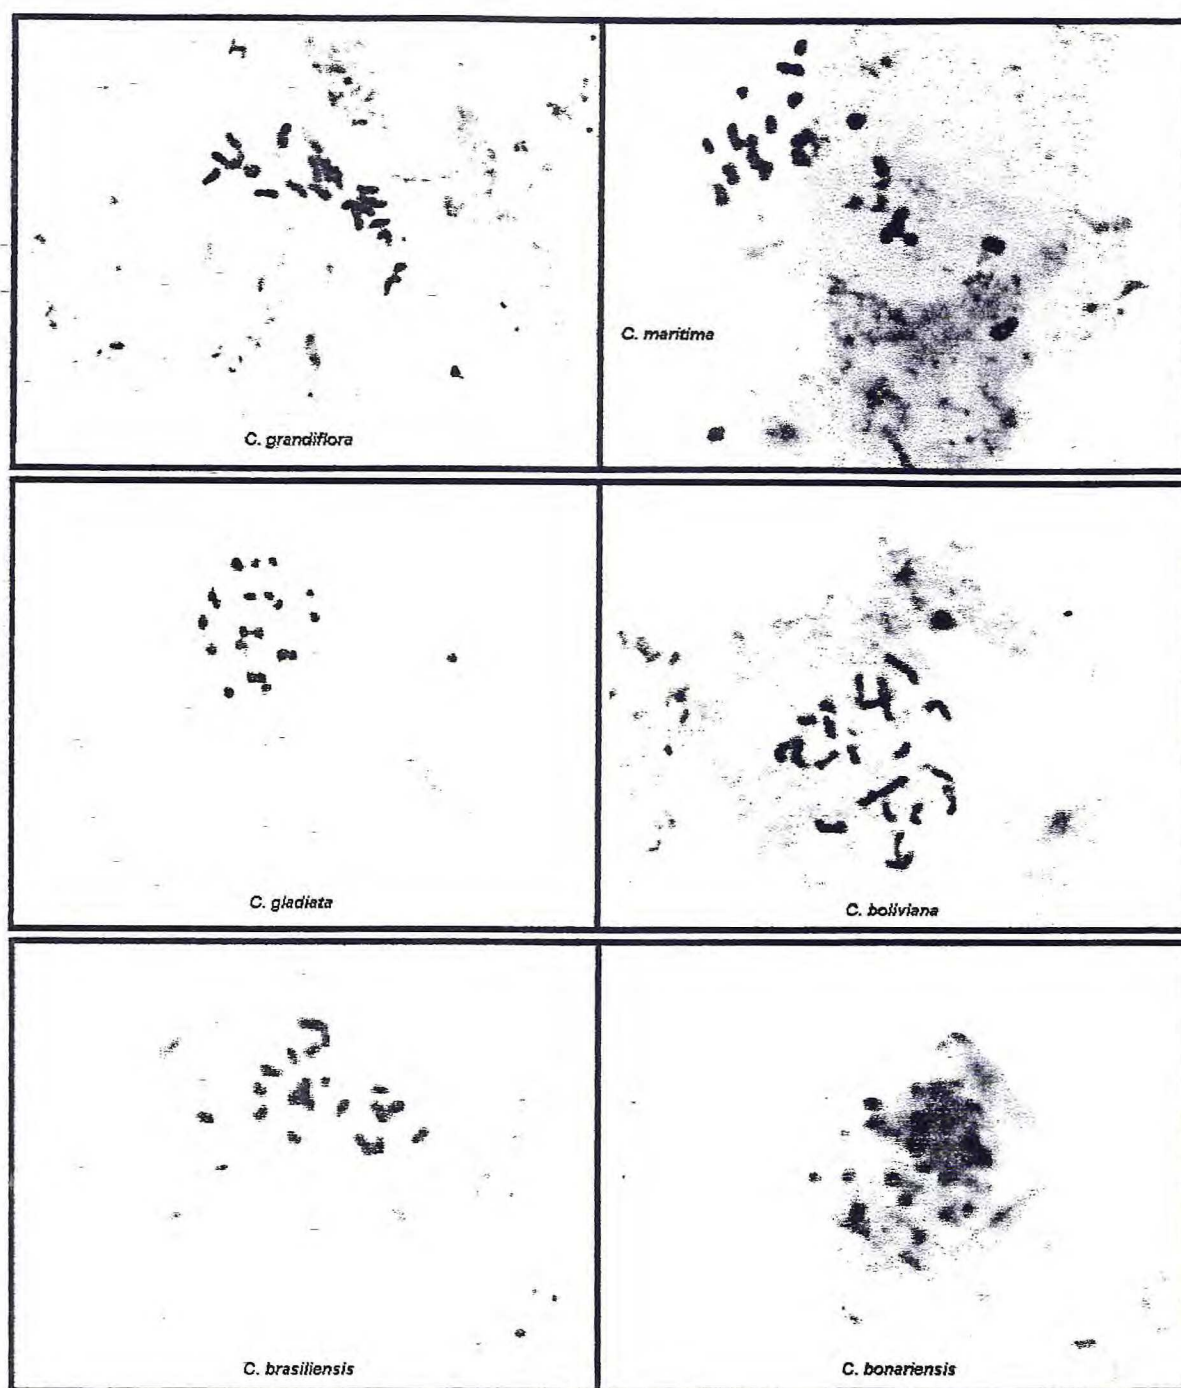 C. grandiflora
C. maritima
C. gladiata
C. boliviana
C. brasiliensis
C. bonariensis